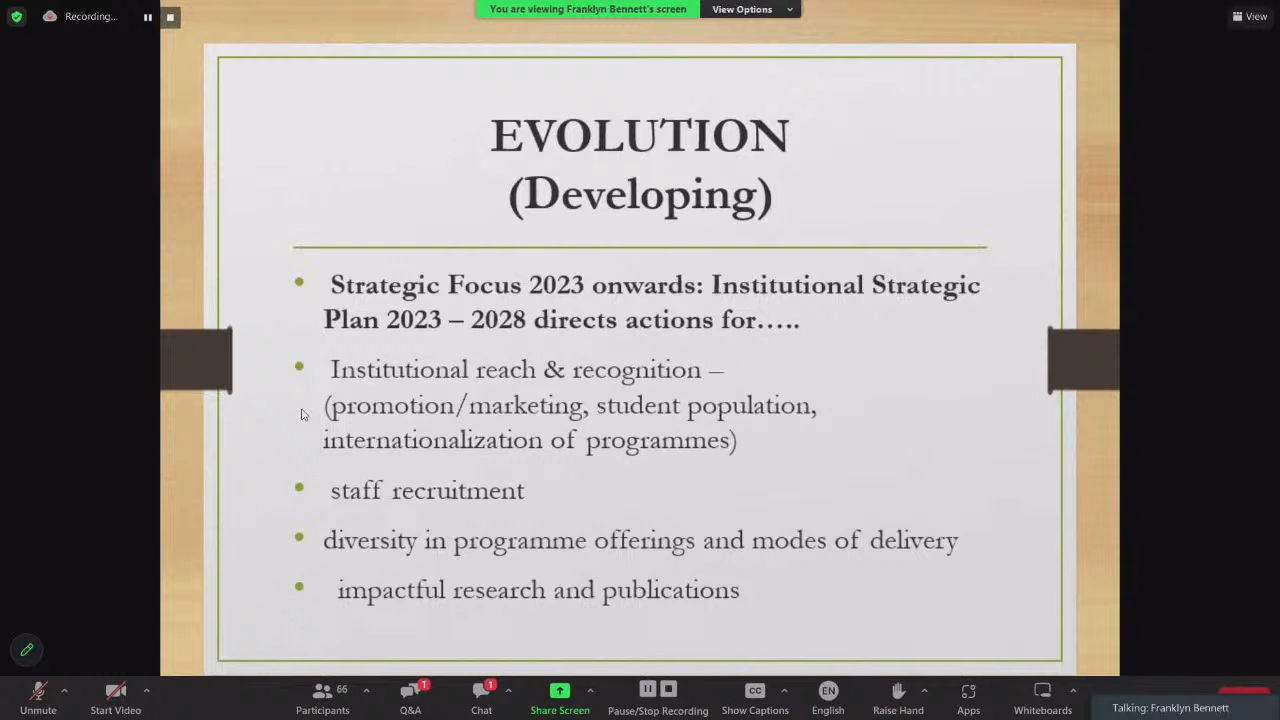 Recording...
You are viewing Franklyn Bennett's screen
View Options
View
EVOLUTION
(Developing)
Strategic Focus 2023 onwards: Institutional Strategic
Plan 2023 – 2028 directs actions for…..
Institutional reach & recognition –
(promotion/marketing, student population,
internationalization of programmes)
staff recruitment
diversity in programme offerings and modes of delivery
impactful research and publications
Unmute
Start Video
66
Participants
1
Q&A
1
Chat
Share Screen
Pause/Stop Recording
CC
Show Captions
EN
English
Raise Hand
Apps
Whiteboards
Talking: Franklyn Bennett